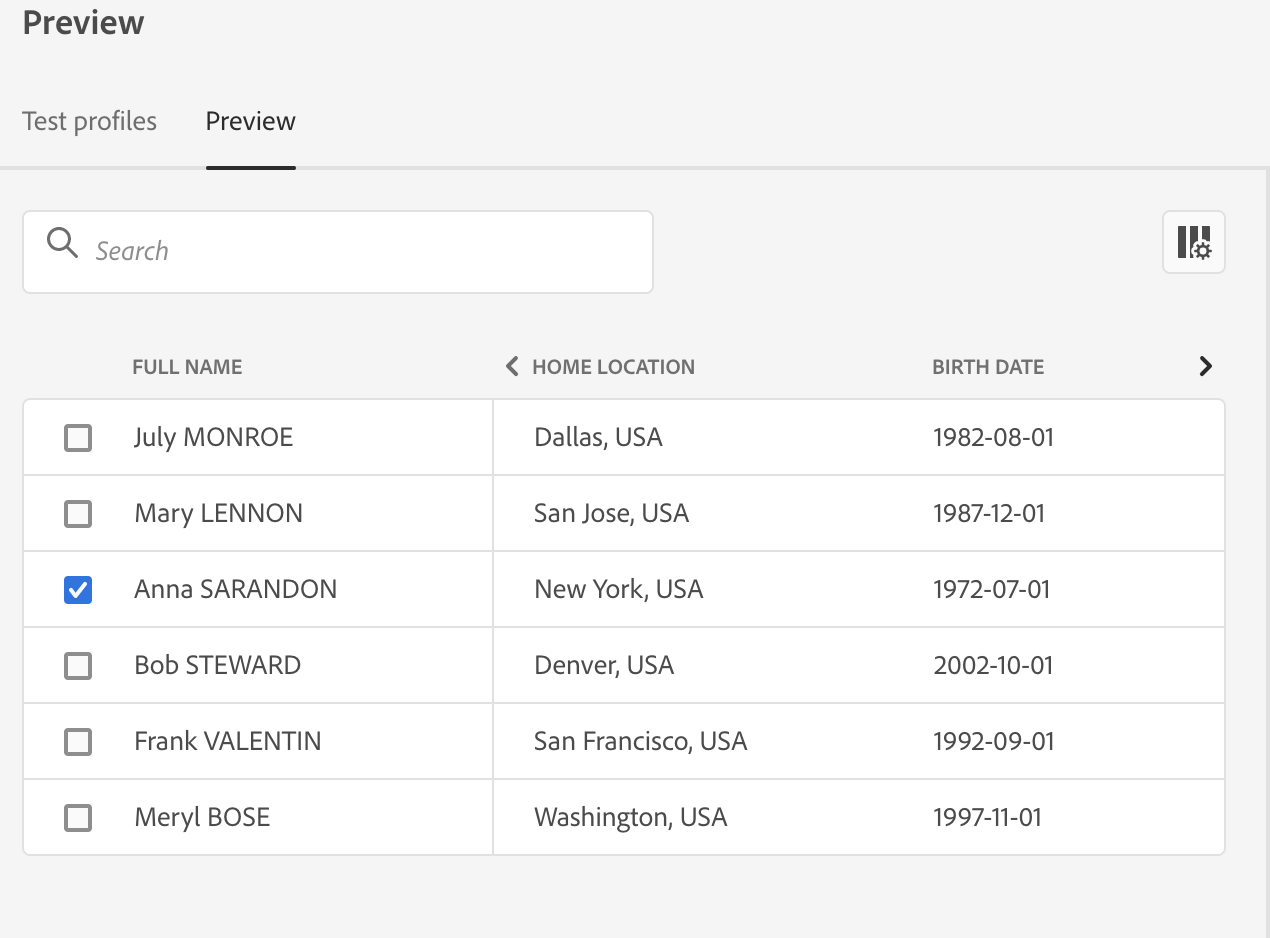 Preview
Test profiles Preview
Search
FULL NAME HOME LOCATION BIRTH DATE
July MONROE Dallas, USA 1982-08-01
Mary LENNON San Jose, USA 1987-12-01
Anna SARANDON New York, USA 1972-07-01
Bob STEWARD Denver, USA 2002-10-01
Frank VALENTIN San Francisco, USA 1992-09-01
Meryl BOSE Washington, USA 1997-11-01